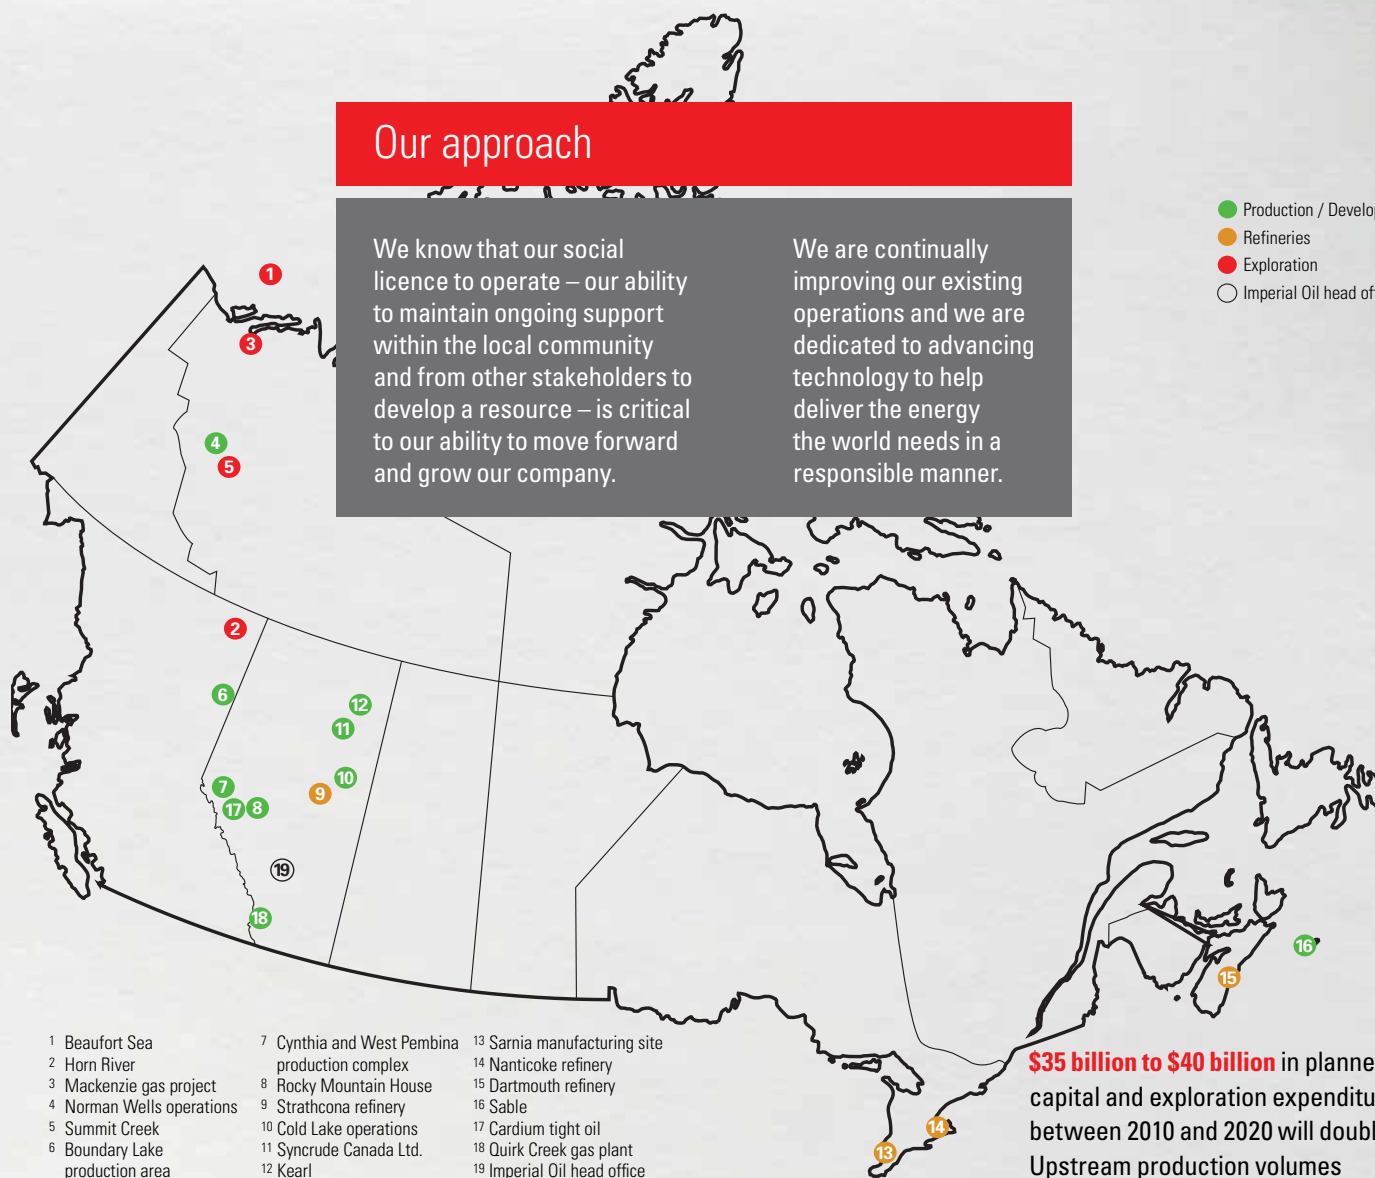 Our approach
We know that our social
licence to operate – our ability
to maintain ongoing support
within the local community
and from other stakeholders to
develop a resource – is critical
to our ability to move forward
and grow our company.
We are continually
improving our existing
operations and we are
dedicated to advancing
technology to help
deliver the energy
the world needs in a
responsible manner.
Production /
Refineries
Exploration
Imperial Oil head
1
3
4
5
2
6
12
11
10
7
9
17
8
19
18
16
15
14
13
1 Beaufort Sea
2 Horn River
3 Mackenzie gas project
4 Norman Wells operations
5 Summit Creek
6 Boundary Lake
production area
7 Cynthia and West Pembina
production complex
8 Rocky Mountain House
9 Strathcona refinery
10 Cold Lake operations
11 Syncrude Canada Ltd.
12 Kearl
13 Sarnia manufacturing site
14 Nanticoke refinery
15 Dartmouth refinery
16 Sable
17 Cardium tight oil
18 Quirk Creek gas plant
19 Imperial Oil head office
$35 billion to $40 billion in
capital and exploration
between 2010 and 2020 will
Upstream production volumes